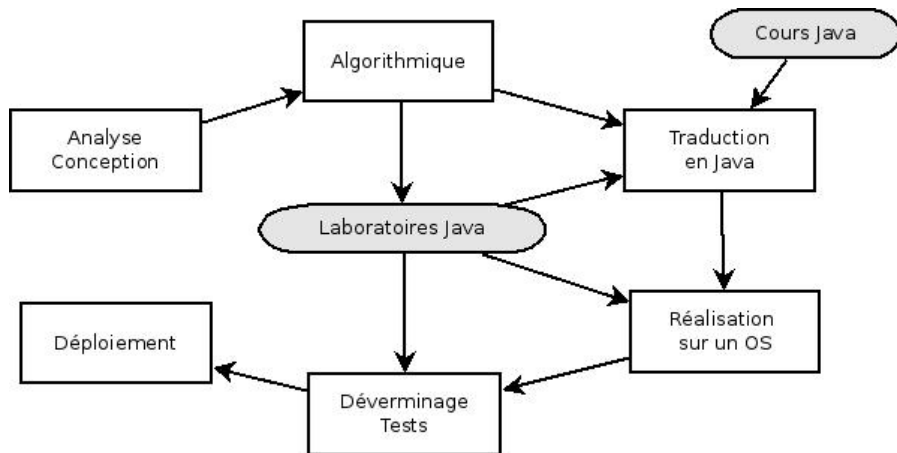 Cours Java
Algorithmique
Analyse
Conception
Traduction
en Java
Laboratoires Java
Réalisation
sur un OS
Déploiement
Déverminage
Tests